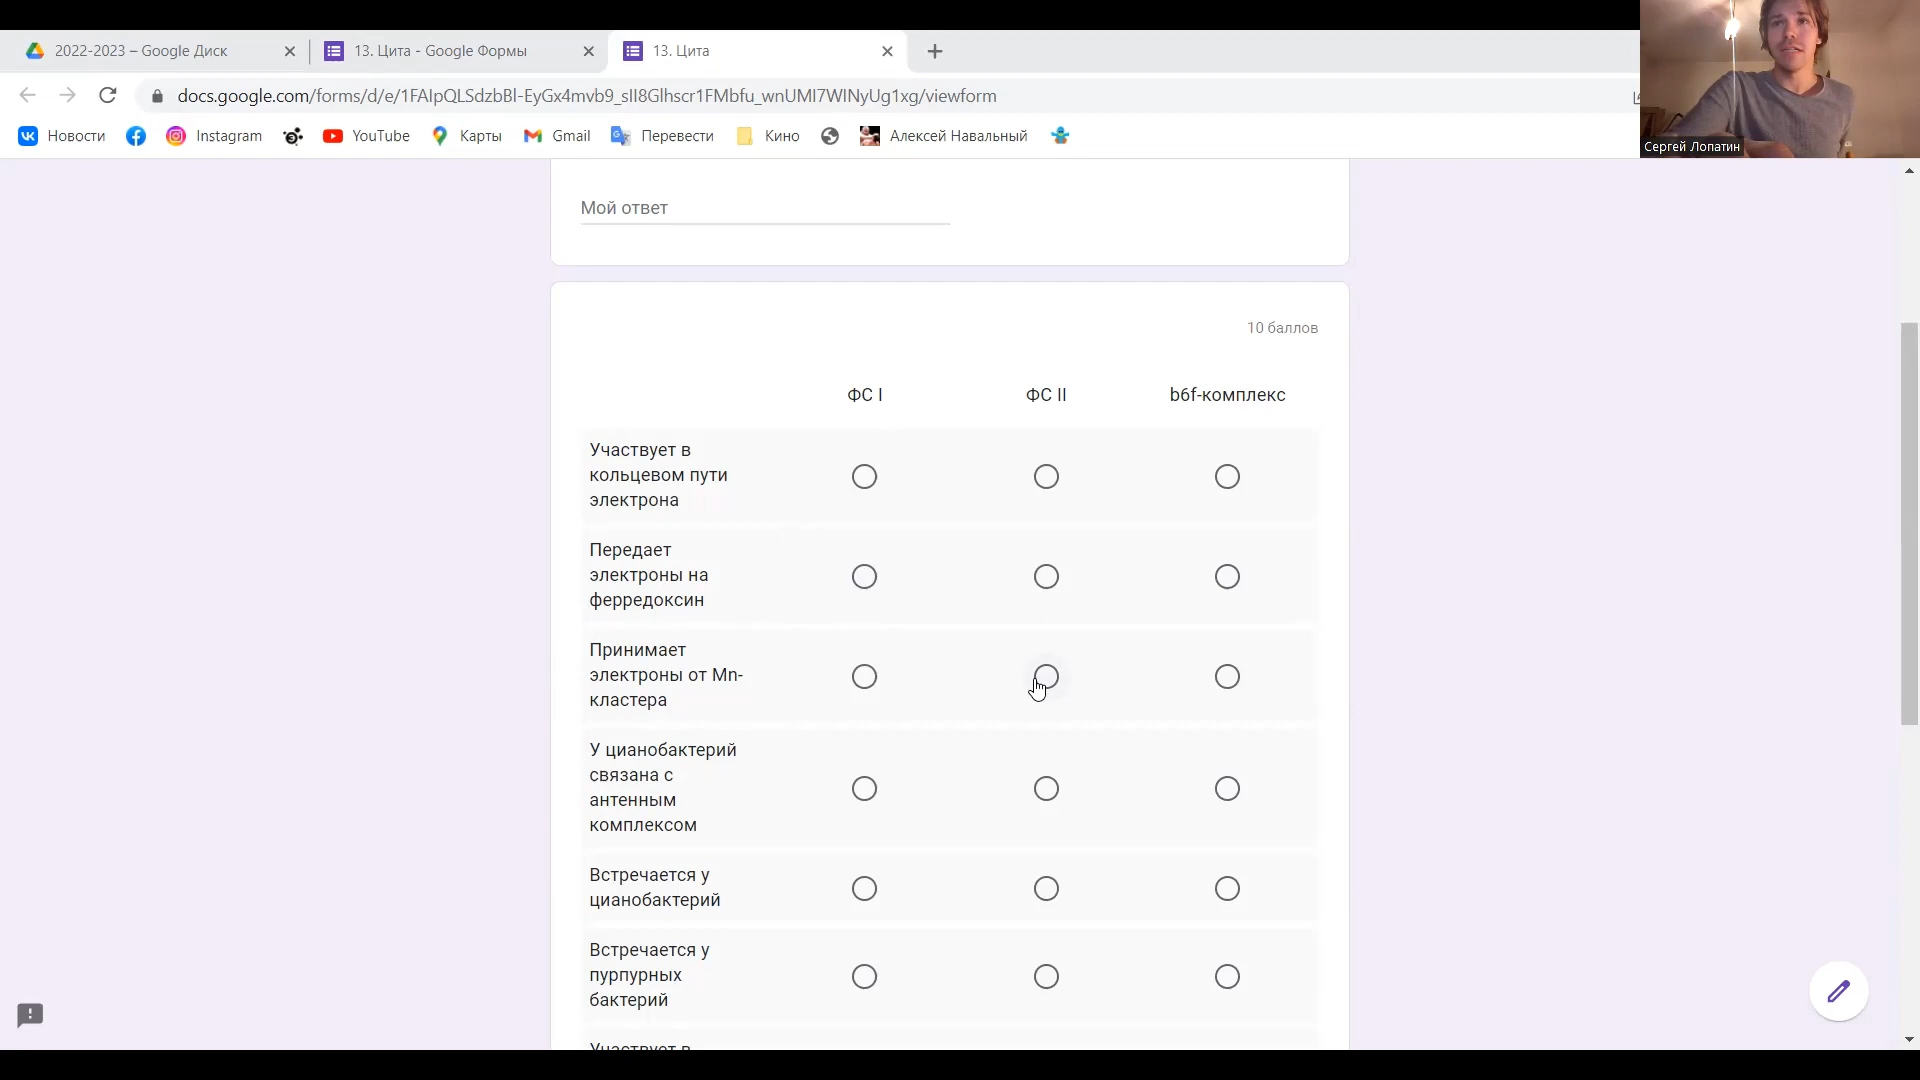 2022-2023 – Google Диск
13. Цита - Google Формы
13. Цита
docs.google.com/forms/d/e/1FAIpQLSdzbBl-EyGx4mvb9_sII8Glhscr1FMbfu_wnUMI7WINyUg1xg/viewform
Новости
Instagram
YouTube
Карты
Gmail
Перевести
Кино
Алексей Навальный
Сергей Лопатин
Мой ответ
10 баллов
ФС I
ФС II
b6f-комплекс
Участвует в
кольцевом пути
электрона
Передает
электроны на
ферредоксин
Принимает
электроны от Mn-
кластера
У цианобактерий
связана с
антенным
комплексом
Встречается у
цианобактерий
Встречается у
пурпурных
бактерий
Участвует в